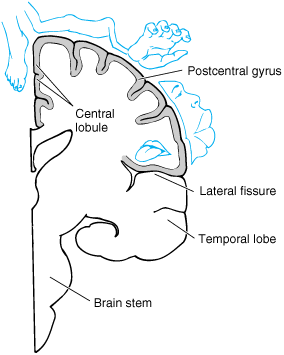 Postcentral gyrus
Central
lobule
Lateral fissure
Temporal lobe
Brain stem